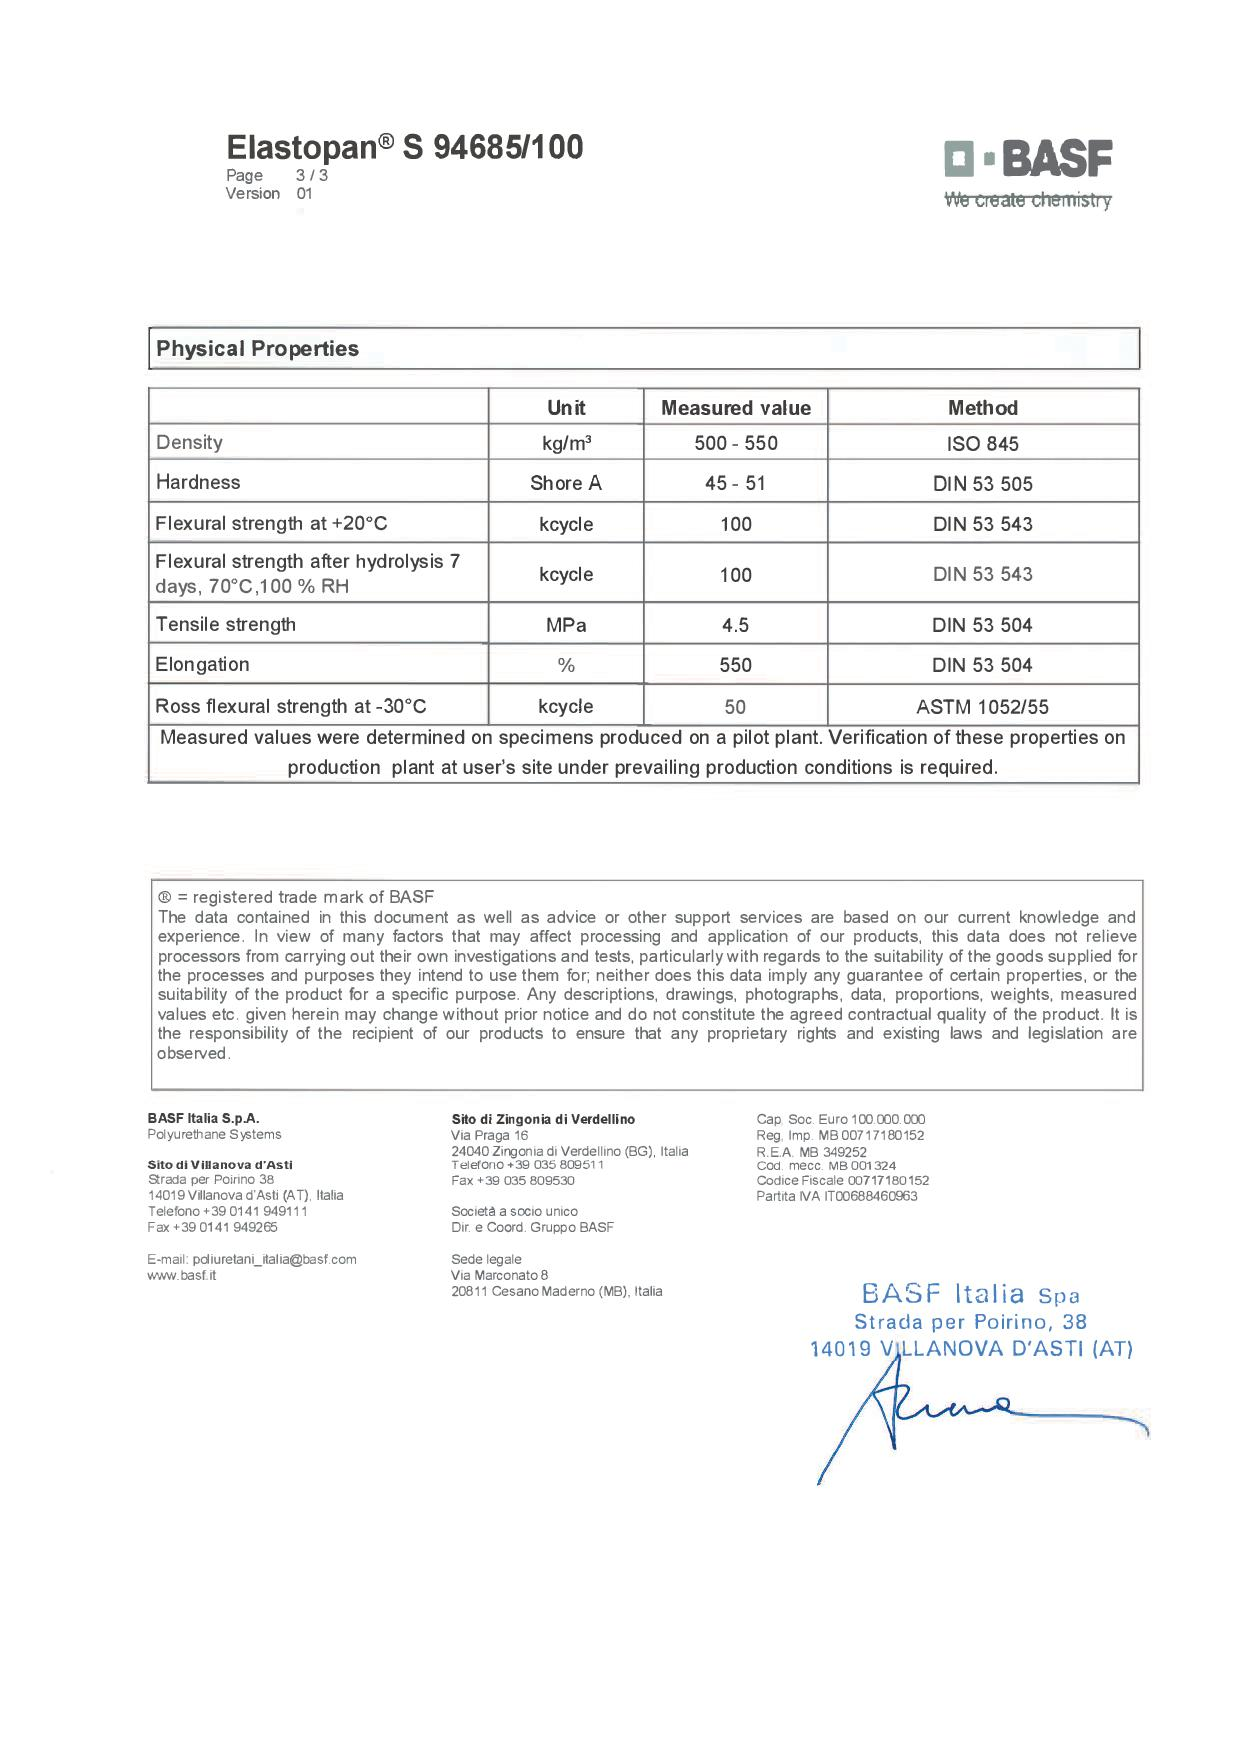 Elastopan® S 94685/100
Page 3 / 3
Version 01
BASF
We create chemistry
Physical Properties
Unit Measured value Method
Density kg/m³ 500 - 550 ISO 845
Hardness Shore A 45 - 51 DIN 53 505
Flexural strength at +20°C kcycle 100 DIN 53 543
Flexural strength after hydrolysis 7
days, 70°C,100 % RH kcycle 100 DIN 53 543
Tensile strength MPa 4.5 DIN 53 504
Elongation % 550 DIN 53 504
Ross flexural strength at -30°C kcycle 50 ASTM 1052/55
Measured values were determined on specimens produced on a pilot plant. Verification of these properties on
production plant at user's site under prevailing production conditions is required.
® = registered trade mark of BASF
The data contained in this document as well as advice or other support services are based on our current knowledge and
experience. In view of many factors that may affect processing and application of our products, this data does not relieve
processors from carrying out their own investigations and tests, particularly with regards to the suitability of the goods supplied for
the processes and purposes they intend to use them for; neither does this data imply any guarantee of certain properties, or the
suitability of the product for a specific purpose. Any descriptions, drawings, photographs, data, proportions, weights, measured
values etc. given herein may change without prior notice and do not constitute the agreed contractual quality of the product. It is
the responsibility of the recipient of our products to ensure that any proprietary rights and existing laws and legislation are
observed.
BASF Italia S.p.A.
Polyurethane Systems
Sito di Villanova d'Asti
Strada per Poirino 38
14019 Villanova d'Asti (AT), Italia
Telefono +39 0141 949111
Fax +39 0141 949265
E-mail: poliuretani_italia@basf.com
www.basf.it
Sito di Zingonia di Verdellino
Via Praga 16
24040 Zingonia di Verdellino (BG), Italia
Telefono +39 035 809511
Fax +39 035 809530
Società a socio unico
Dir. e Coord. Gruppo BASF
Sede legale
Via Marconato 8
20811 Cesano Maderno (MB), Italia
Cap. Soc. Euro 100.000.000
Reg. Imp. MB 00717180152
R.E.A. MB 349252
Cod. mecc. MB 001324
Codice Fiscale 00717180152
Partita IVA IT00688460963
BASF Italia Spa
Strada per Poirino, 38
14019 VILLANOVA D'ASTI (AT)